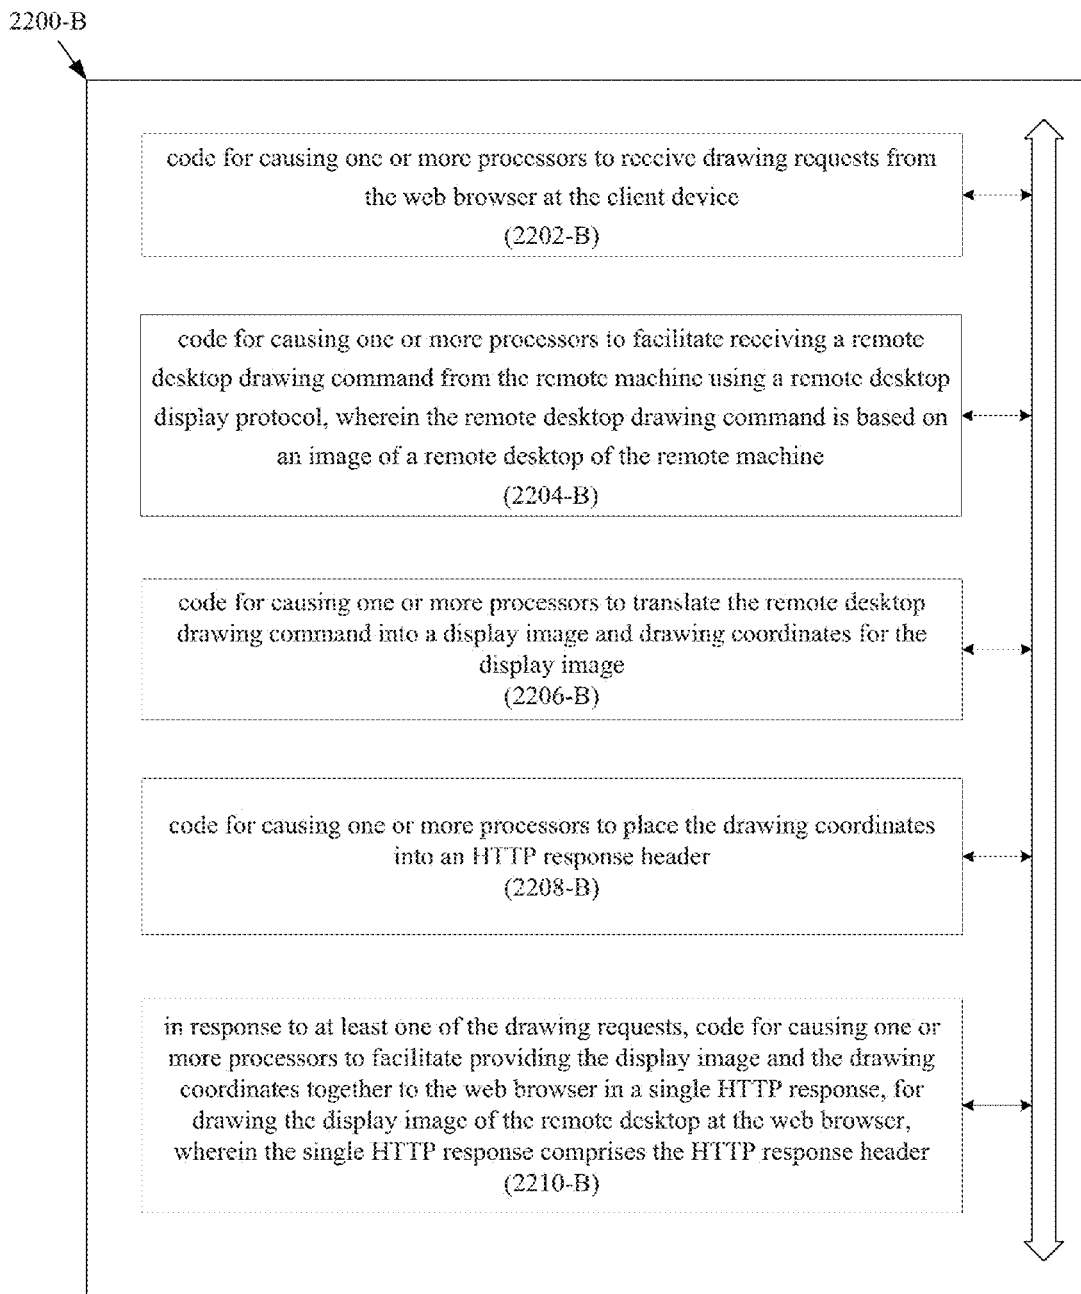 2200-B
code for causing one or more processors to receive drawing requests from
the web browser at the client device
(2202-B)
code for causing one or more processors to facilitate receiving a remote
desktop drawing command from the remote machine using a remote desktop
display protocol, wherein the remote desktop drawing command is based on
an image of a remote desktop of the remote machine
(2204-B)
code for causing one or more processors to translate the remote desktop
drawing command into a display image and drawing coordinates for the
display image
(2206-B)
code for causing one or more processors to place the drawing coordinates
into an HTTP response header
(2208-B)
in response to at least one of the drawing requests, code for causing one or
more processors to facilitate providing the display image and the drawing
coordinates together to the web browser in a single HTTP response, for
drawing the display image of the remote desktop at the web browser,
wherein the single HTTP response comprises the HTTP response header
(2210-B)